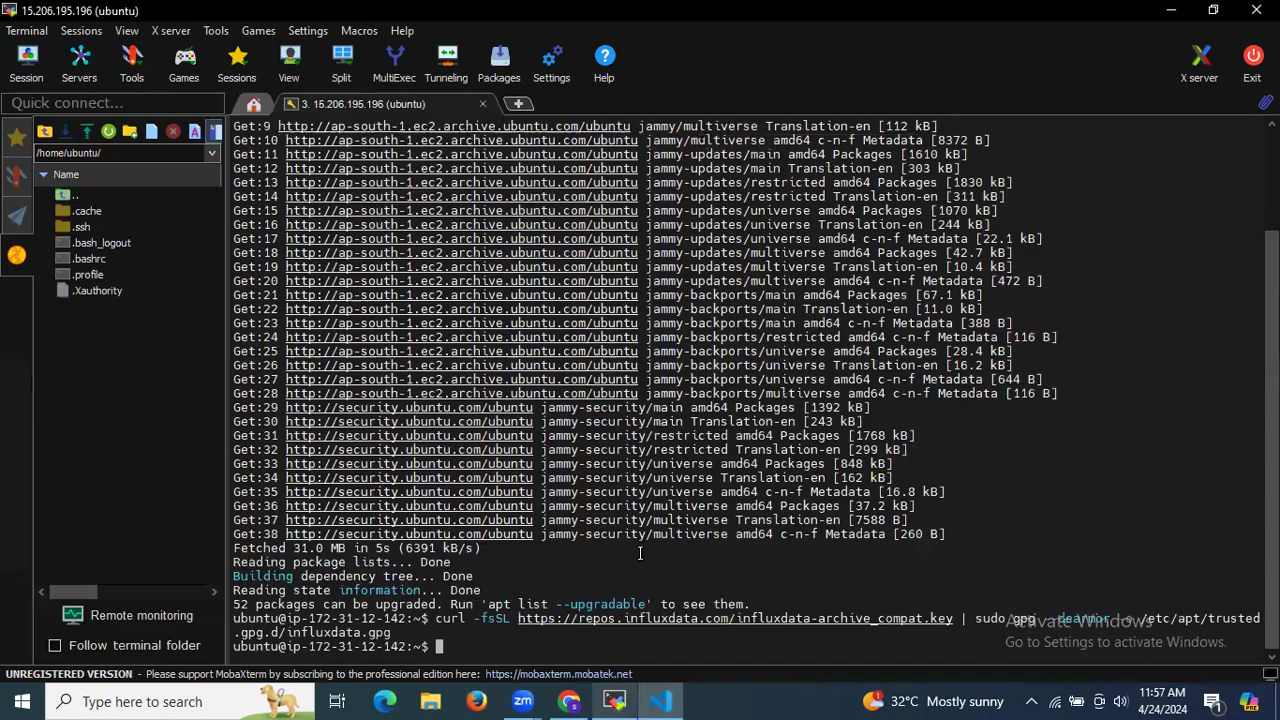 15.206.195.196 (ubuntu)
Terminal Sessions View X server Tools Games Settings Macros Help
Session Servers Tools Games Sessions View Split MultiExec Tunneling Packages Settings Help X server Exit
Quick connect...
3. 15.206.195.196 (ubuntu)
/home/ubuntu/
Name
..
.cache
.ssh
.bash_logout
.bashrc
.profile
.Xauthority
Remote monitoring
Follow terminal folder
Get:9 http://ap-south-1.ec2.archive.ubuntu.com/ubuntu jammy/multiverse Translation-en [112 kB]
Get:10 http://ap-south-1.ec2.archive.ubuntu.com/ubuntu jammy/multiverse amd64 c-n-f Metadata [8372 B]
Get:11 http://ap-south-1.ec2.archive.ubuntu.com/ubuntu jammy-updates/main amd64 Packages [1610 kB]
Get:12 http://ap-south-1.ec2.archive.ubuntu.com/ubuntu jammy-updates/main Translation-en [303 kB]
Get:13 http://ap-south-1.ec2.archive.ubuntu.com/ubuntu jammy-updates/restricted amd64 Packages [1830 kB]
Get:14 http://ap-south-1.ec2.archive.ubuntu.com/ubuntu jammy-updates/restricted Translation-en [311 kB]
Get:15 http://ap-south-1.ec2.archive.ubuntu.com/ubuntu jammy-updates/universe amd64 Packages [1070 kB]
Get:16 http://ap-south-1.ec2.archive.ubuntu.com/ubuntu jammy-updates/universe Translation-en [244 kB]
Get:17 http://ap-south-1.ec2.archive.ubuntu.com/ubuntu jammy-updates/universe amd64 c-n-f Metadata [22.1 kB]
Get:18 http://ap-south-1.ec2.archive.ubuntu.com/ubuntu jammy-updates/multiverse amd64 Packages [42.7 kB]
Get:19 http://ap-south-1.ec2.archive.ubuntu.com/ubuntu jammy-updates/multiverse Translation-en [10.4 kB]
Get:20 http://ap-south-1.ec2.archive.ubuntu.com/ubuntu jammy-updates/multiverse amd64 c-n-f Metadata [472 B]
Get:21 http://ap-south-1.ec2.archive.ubuntu.com/ubuntu jammy-backports/main amd64 Packages [67.1 kB]
Get:22 http://ap-south-1.ec2.archive.ubuntu.com/ubuntu jammy-backports/main Translation-en [11.0 kB]
Get:23 http://ap-south-1.ec2.archive.ubuntu.com/ubuntu jammy-backports/main amd64 c-n-f Metadata [388 B]
Get:24 http://ap-south-1.ec2.archive.ubuntu.com/ubuntu jammy-backports/restricted amd64 c-n-f Metadata [116 B]
Get:25 http://ap-south-1.ec2.archive.ubuntu.com/ubuntu jammy-backports/universe amd64 Packages [28.4 kB]
Get:26 http://ap-south-1.ec2.archive.ubuntu.com/ubuntu jammy-backports/universe Translation-en [16.2 kB]
Get:27 http://ap-south-1.ec2.archive.ubuntu.com/ubuntu jammy-backports/universe amd64 c-n-f Metadata [644 B]
Get:28 http://ap-south-1.ec2.archive.ubuntu.com/ubuntu jammy-backports/multiverse amd64 c-n-f Metadata [116 B]
Get:29 http://security.ubuntu.com/ubuntu jammy-security/main amd64 Packages [1392 kB]
Get:30 http://security.ubuntu.com/ubuntu jammy-security/main Translation-en [243 kB]
Get:31 http://security.ubuntu.com/ubuntu jammy-security/restricted amd64 Packages [1768 kB]
Get:32 http://security.ubuntu.com/ubuntu jammy-security/restricted Translation-en [299 kB]
Get:33 http://security.ubuntu.com/ubuntu jammy-security/universe amd64 Packages [848 kB]
Get:34 http://security.ubuntu.com/ubuntu jammy-security/universe Translation-en [162 kB]
Get:35 http://security.ubuntu.com/ubuntu jammy-security/universe amd64 c-n-f Metadata [16.8 kB]
Get:36 http://security.ubuntu.com/ubuntu jammy-security/multiverse amd64 Packages [37.2 kB]
Get:37 http://security.ubuntu.com/ubuntu jammy-security/multiverse Translation-en [7588 B]
Get:38 http://security.ubuntu.com/ubuntu jammy-security/multiverse amd64 c-n-f Metadata [260 B]
Fetched 31.0 MB in 5s (6391 kB/s)
Reading package lists... Done
Building dependency tree... Done
Reading state information... Done
52 packages can be upgraded. Run 'apt list --upgradable' to see them.
ubuntu@ip-172-31-12-142:~$ curl -fsSL https://repos.influxdata.com/influxdata-archive_compat.key | sudo gpg --dearmor -o /etc/apt/trusted
.gpg.d/influxdata.gpg
ubuntu@ip-172-31-12-142:~$
Activate Windows
Go to Settings to activate Windows.
UNREGISTERED VERSION - Please support MobaXterm by subscribing to the professional edition here: https://mobaxterm.mobatek.net
Type here to search
zm
32°C Mostly sunny
11:57 AM
4/24/2024
1
PRE